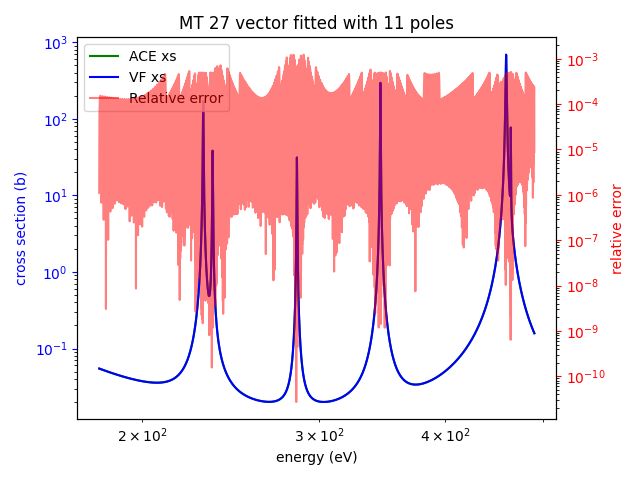 MT 27 vector fitted with 11 poles
ACE xs
VF xs
Relative error
cross section (b)
10³
10²
10¹
10⁰
10⁻¹
10⁻³
10⁻⁴
10⁻⁵
10⁻⁶
10⁻⁷
10⁻⁸
10⁻⁹
10⁻¹⁰
relative error
2 × 10² 3 × 10² 4 × 10²
energy (eV)